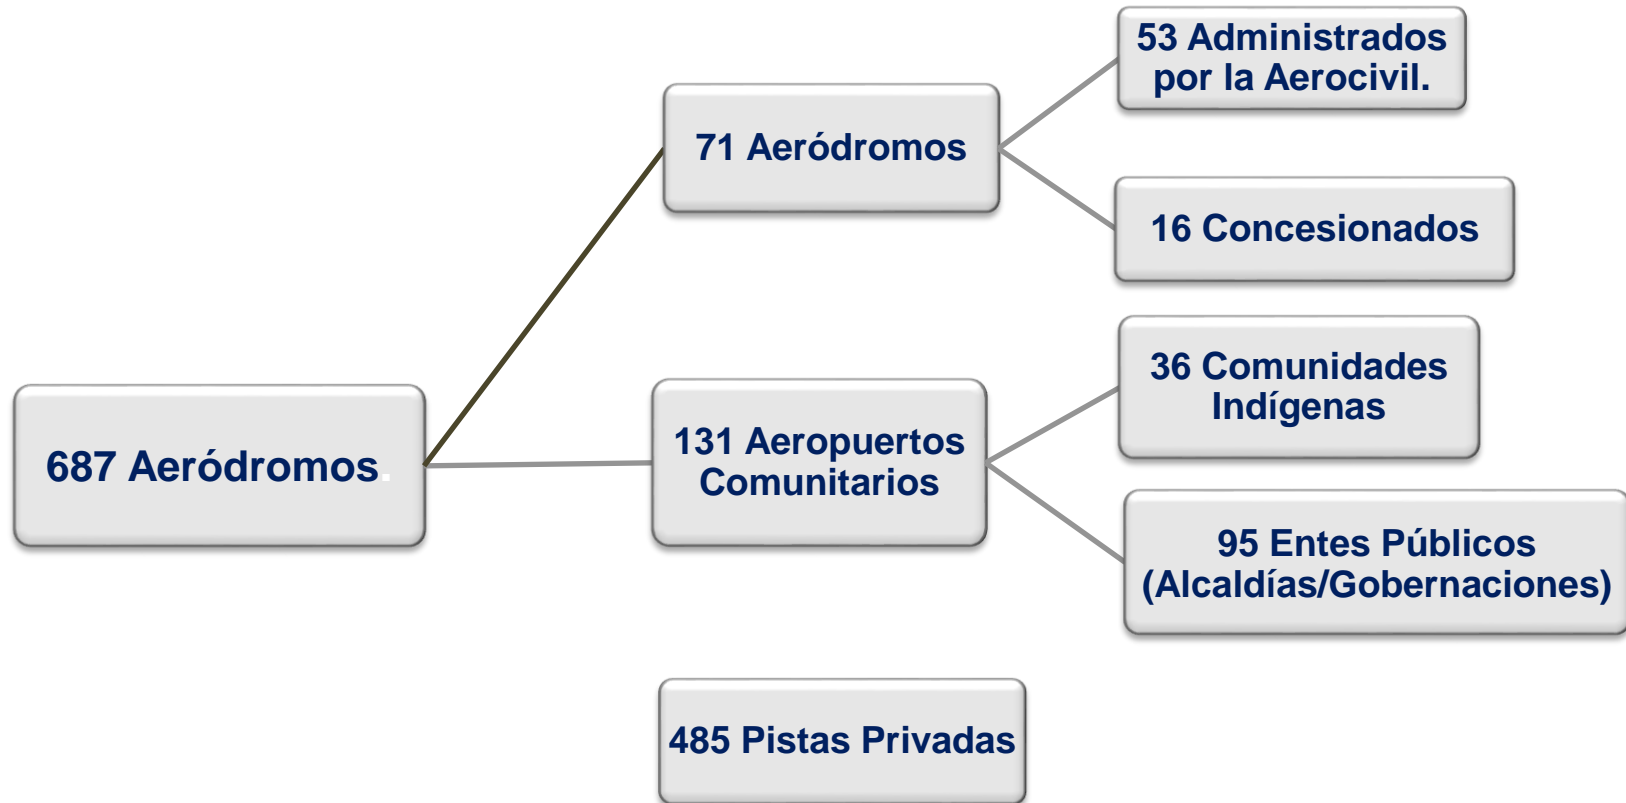 687 Aeródromos.
71 Aeródromos
53 Administrados
por la Aerocivil.
16 Concesionados
131 Aeropuertos
Comunitarios
36 Comunidades
Indígenas
95 Entes Públicos
(Alcaldías/Gobernaciones)
485 Pistas Privadas